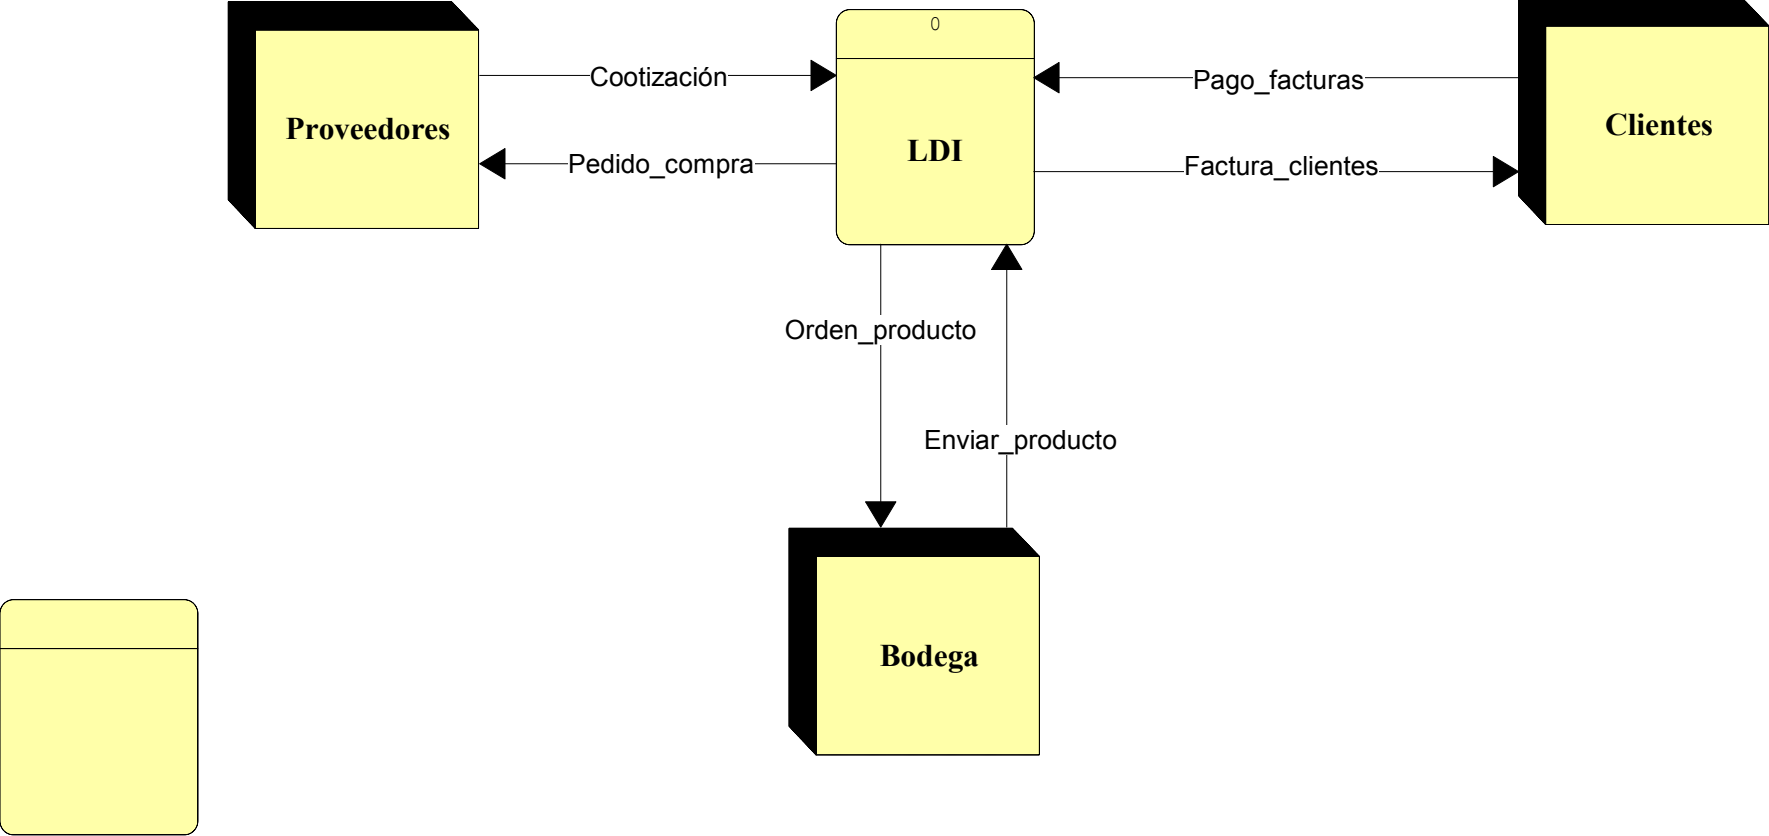 0
Cootización
Pago_facturas
Proveedores
Clientes
LDI
Pedido_compra
Factura_clientes
Orden_producto
Enviar_producto
Bodega